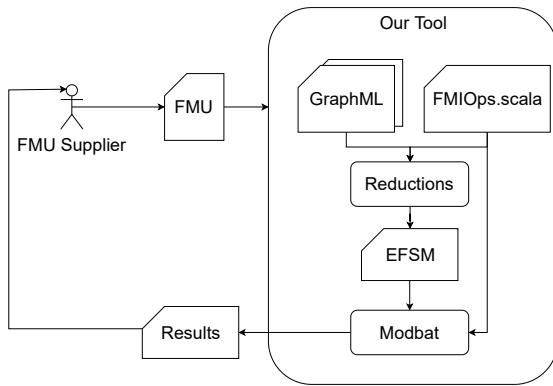 Our Tool
FMU
GraphML
FMIOps.scala
FMU Supplier
Reductions
EFSM
Results
Modbat